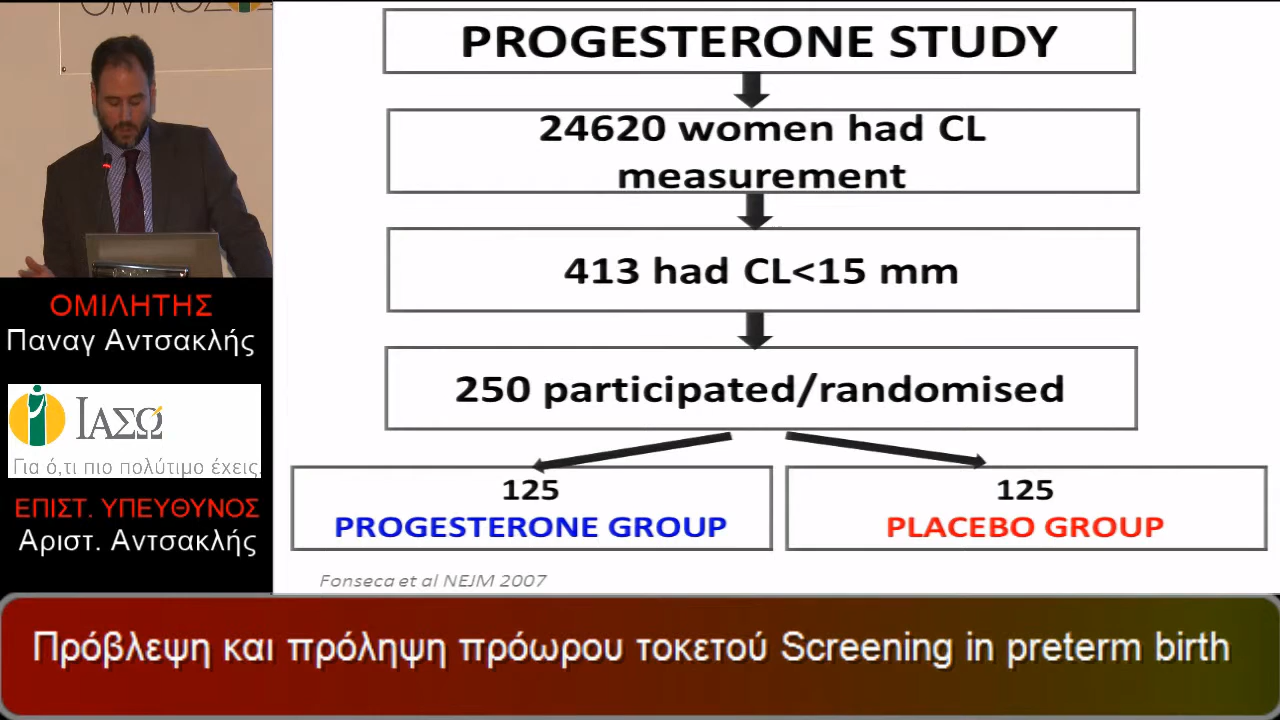 ΟΜΙΛΟΣ
PROGESTERONE STUDY
24620 women had CL
measurement
413 had CL<15 mm
250 participated/randomised
125
PROGESTERONE GROUP
125
PLACEBO GROUP
Fonseca et al NEJM 2007
ΟΜΙΛΗΤΗΣ
Παναγ Αντσακλής
ΙΑΣΩ
Για ό,τι πιο πολύτιμο έχεις.
ΕΠΙΣΤ. ΥΠΕΥΘΥΝΟΣ
Αριστ. Αντσακλής
Πρόβλεψη και πρόληψη πρόωρου τοκετού Screening in preterm birth